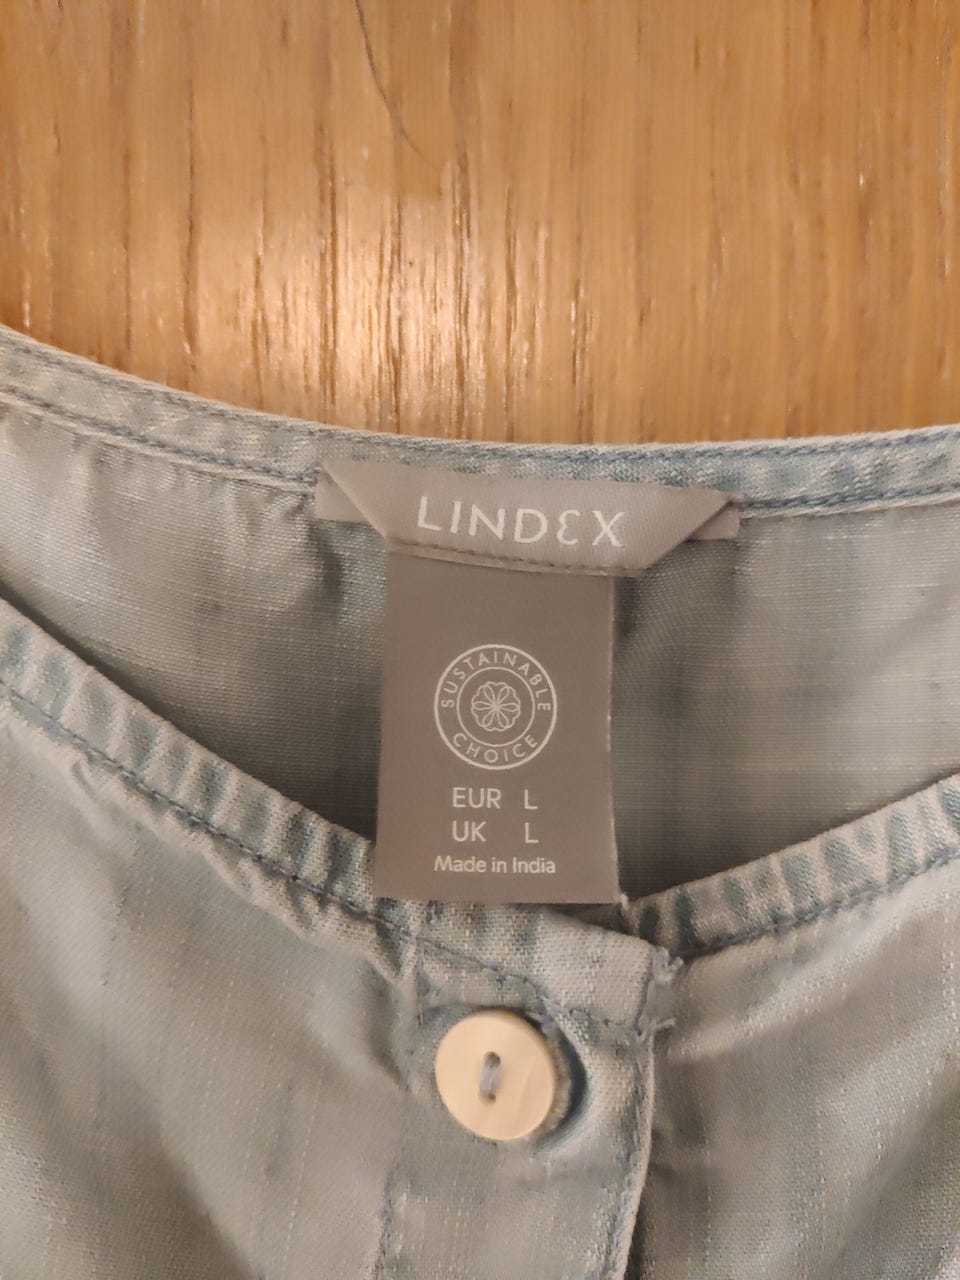 LINDEX
SUSTAINABLE
CHOICE
EUR L
UK L
Made in India